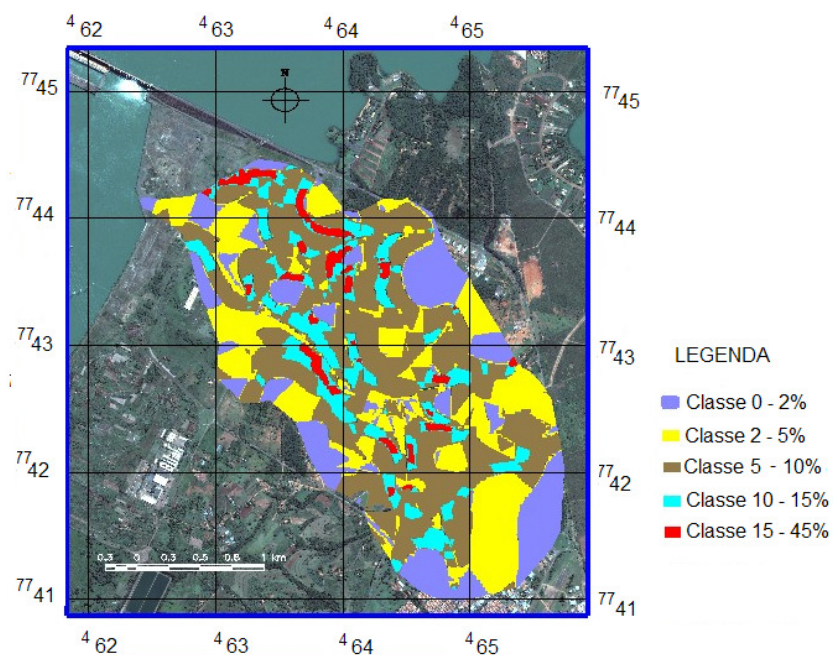 4 62 4 63 4 64 4 65
N
77 45 77 45
77 44 77 44
77 43 77 43
LEGENDA
Classe 0 - 2%
Classe 2 - 5%
77 42 Classe 5 - 10% 77 42
Classe 10 - 15%
Classe 15 - 45%
0.3 0 0.3 0.6 0.8 1 km
77 41 77 41
4 62 4 63 4 64 4 65